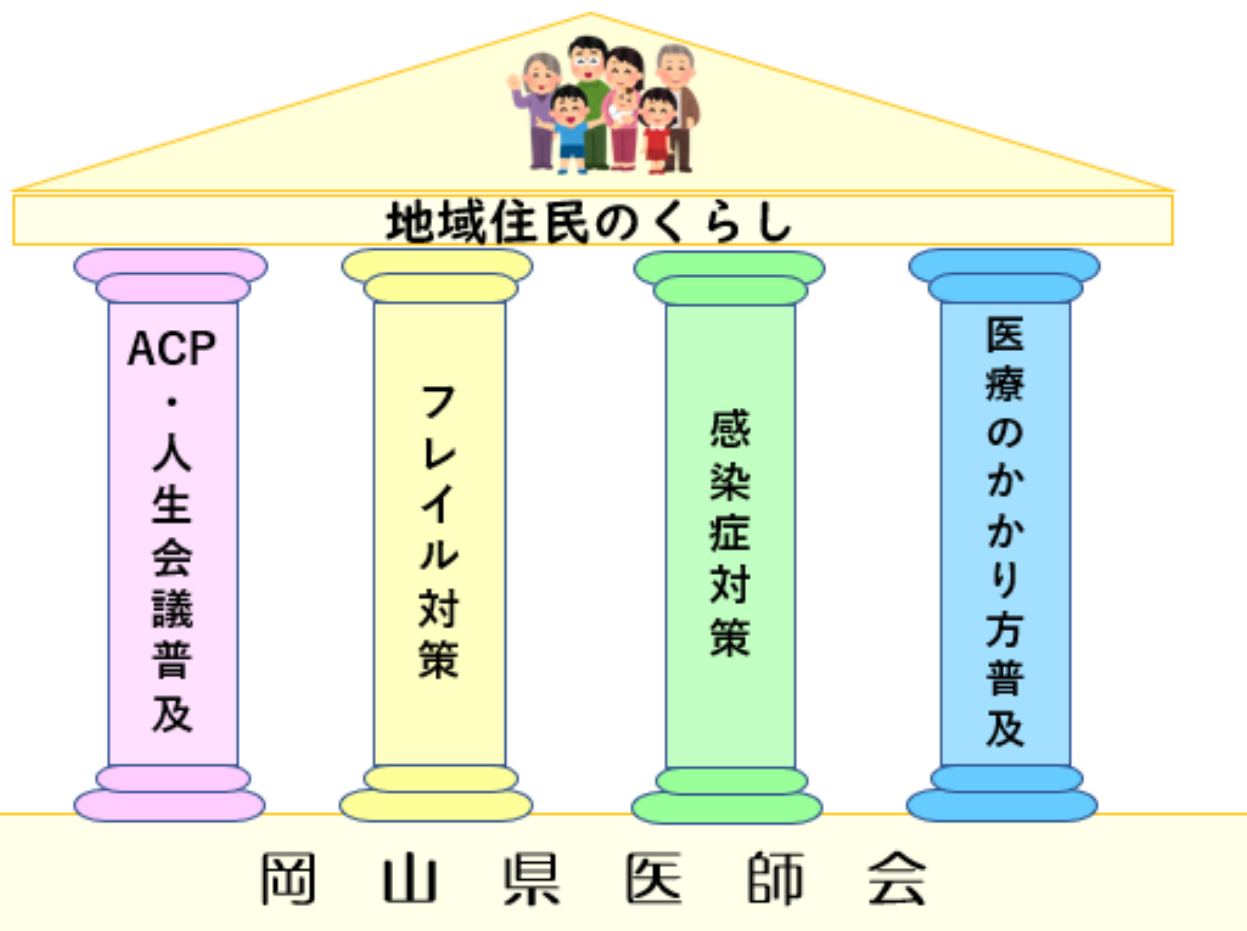 地域住民のくらし
ACP・人生会議普及
フレイル対策
感染症対策
医療のかかり方普及
岡山県医師会